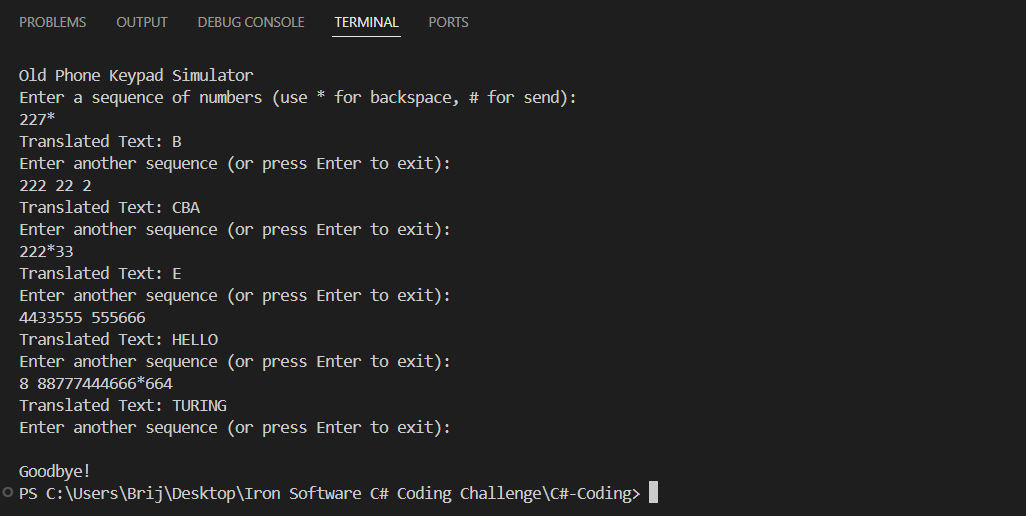 PROBLEMS OUTPUT DEBUG CONSOLE TERMINAL PORTS
Old Phone Keypad Simulator
Enter a sequence of numbers (use * for backspace, # for send):
227*
Translated Text: B
Enter another sequence (or press Enter to exit):
222 22 2
Translated Text: CBA
Enter another sequence (or press Enter to exit):
222*33
Translated Text: E
Enter another sequence (or press Enter to exit):
4433555 555666
Translated Text: HELLO
Enter another sequence (or press Enter to exit):
8 88777444666*664
Translated Text: TURING
Enter another sequence (or press Enter to exit):
Goodbye!
PS C:\Users\Brij\Desktop\Iron Software C# Coding Challenge\C#-Coding>